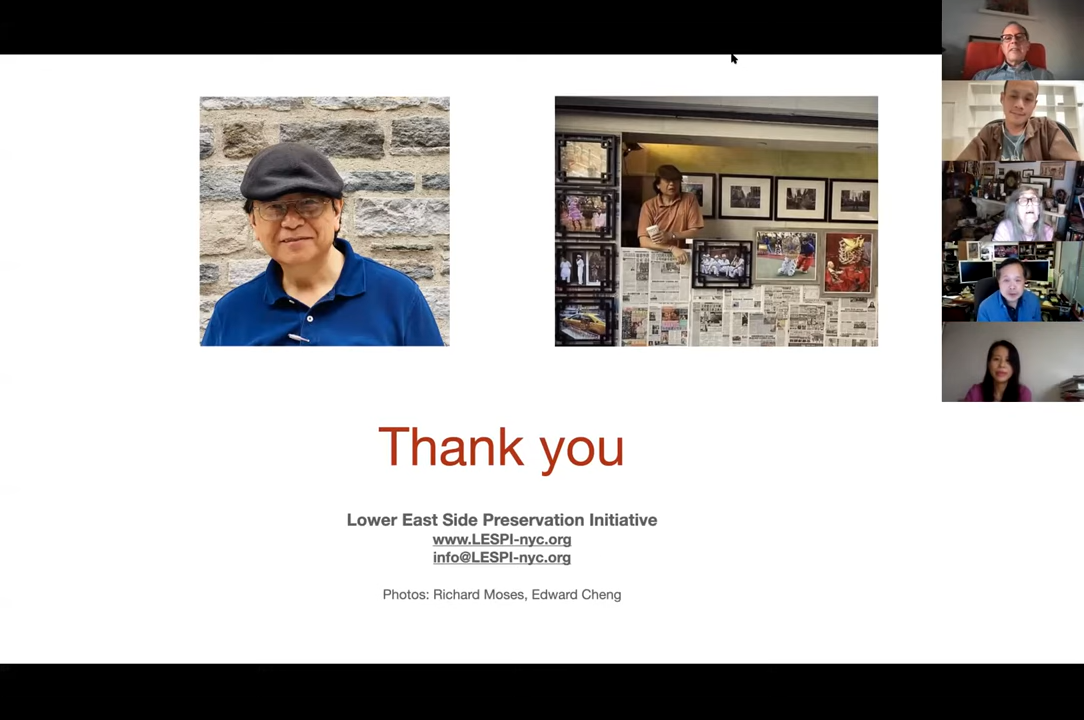 Thank you
Lower East Side Preservation Initiative
www.LESPI-nyc.org
info@LESPI-nyc.org
Photos: Richard Moses, Edward Cheng